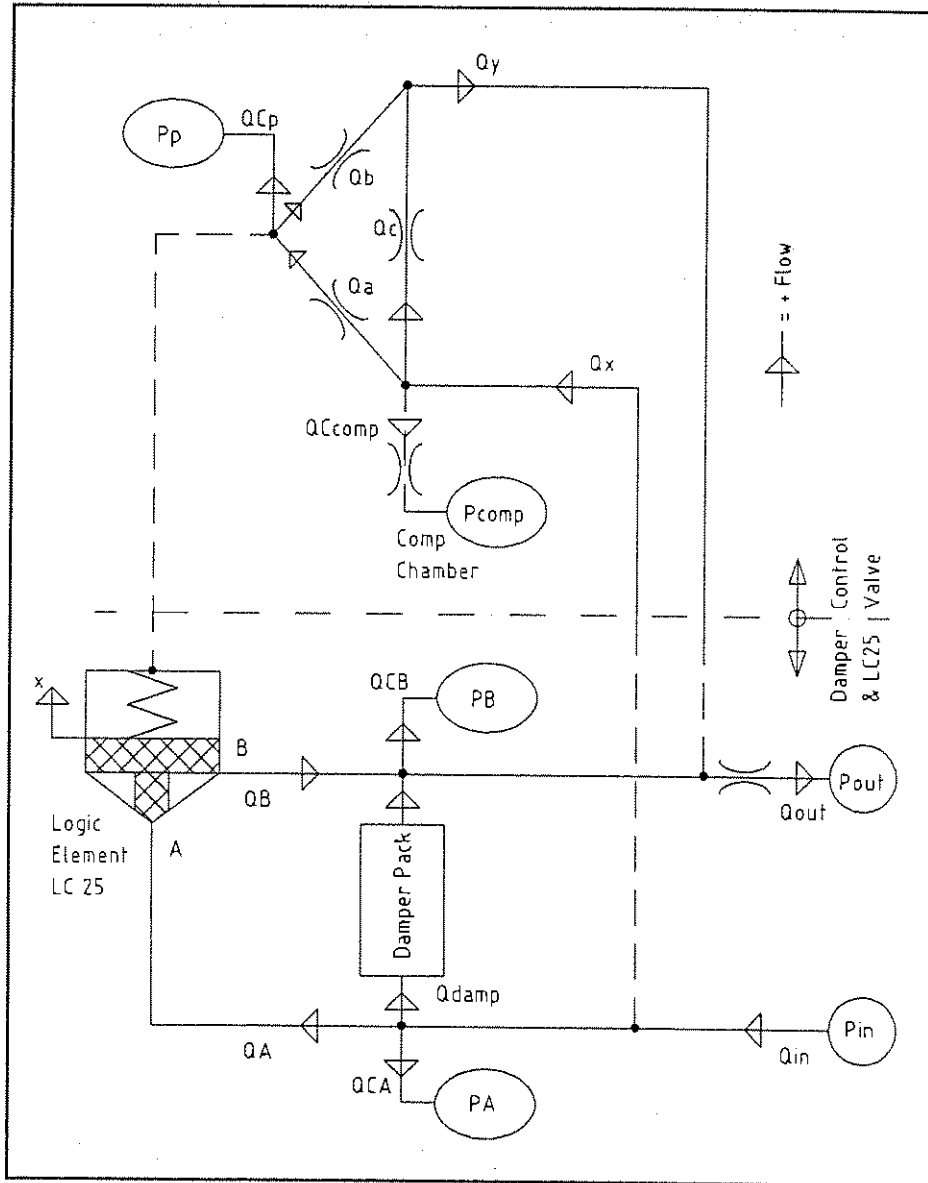 Qy
QCp
Pp
Qb
Qc
Qa
= + Flow
Qx
QCcomp
Pcomp
Comp
Chamber
Damper Control
& LC25 Valve
x
QCB
PB
B
QB
Pout
Qout
Logic
Element
LC 25
A
Damper Pack
Qdamp
QA
Pin
Qin
QCA
PA